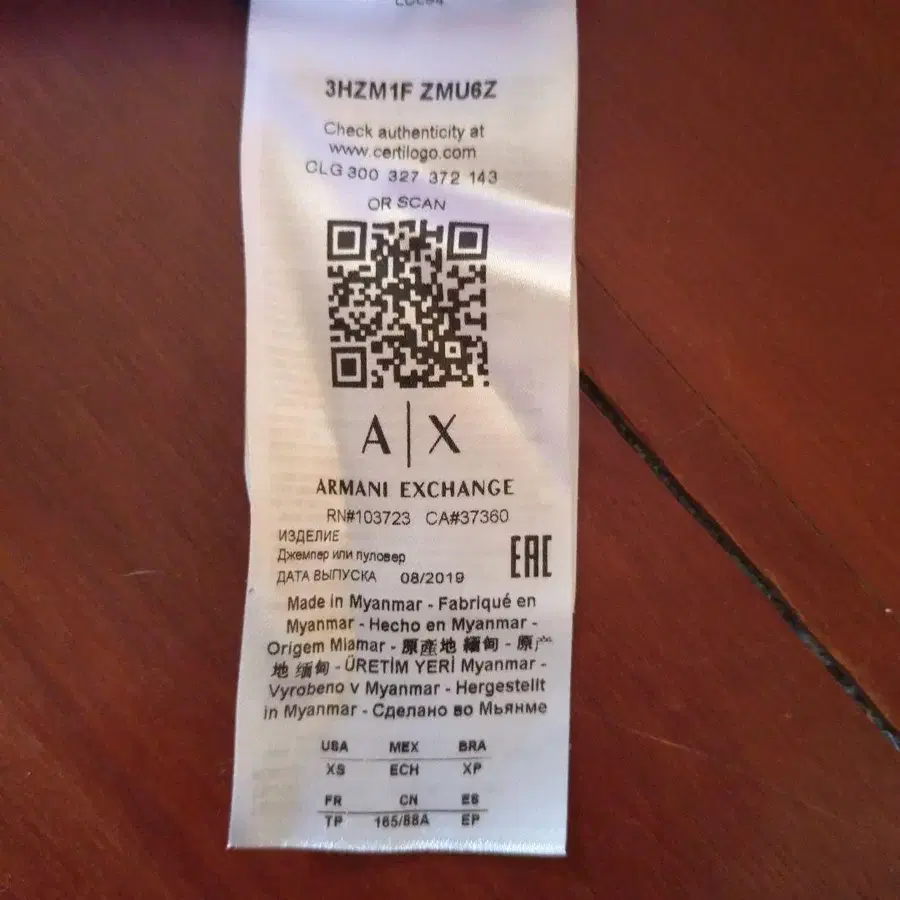 3HZM1F ZMU6Z
Check authenticity at
www.certilogo.com
CLG 300 327 372 143
OR SCAN
A|X
ARMANI EXCHANGE
RN#103723 CA#37360
ИЗДЕЛИЕ
Джемпер или пуловер
ДАТА ВЫПУСКА 08/2019
EAC
Made in Myanmar - Fabriqué en
Myanmar - Hecho en Myanmar -
Origem Miamar - 原產地 緬甸 - 原产
地 缅甸 - ÜRETİM YERİ Myanmar -
Vyrobeno v Myanmar - Hergestellt
in Myanmar - Сделано во Мьянме
USA MEX BRA
XS ECH XP
FR CN ES
TP 165/88A EP